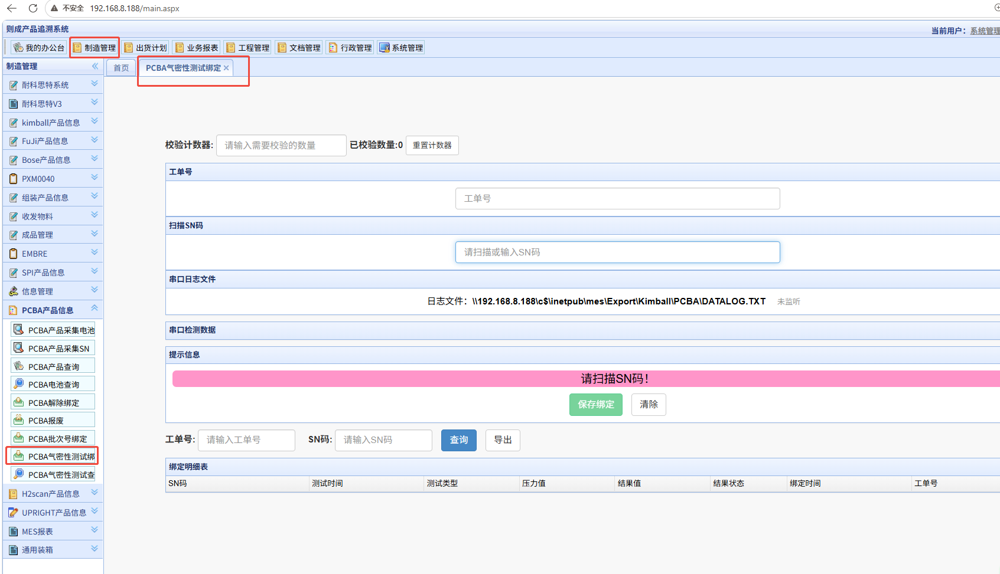 不安全 192.168.8.188/main.aspx
则成产品追溯系统
当前用户： 系统管理
我的办公台 制造管理 出货计划 业务报表 工程管理 文档管理 行政管理 系统管理
制造管理
首页 PCBA气密性测试绑定
耐科思特系统
耐科思特V3
kimball产品信息
FuJi产品信息
Bose产品信息
PXM0040
组装产品信息
收发物料
成品管理
EMBRE
SPI产品信息
信息管理
PCBA产品信息
PCBA产品采集电池
PCBA产品采集SN
PCBA产品查询
PCBA电池查询
PCBA解除绑定
PCBA报废
PCBA批次号绑定
PCBA气密性测试绑
PCBA气密性测试查
H2scan产品信息
UPRIGHT产品信息
MES报表
通用装箱
校验计数器: 请输入需要校验的数量 已校验数量:0 重置计数器
工单号
工单号
扫描SN码
请扫描或输入SN码
串口日志文件
日志文件：\\192.168.8.188\c$\inetpub\mes\Export\Kimball\PCBA\DATALOG.TXT 未监听
串口检测数据
提示信息
请扫描SN码！
保存绑定 清除
工单号: 请输入工单号 SN码: 请输入SN码 查询 导出
绑定明细表
SN码 测试时间 测试类型 压力值 结果值 结果状态 绑定时间 工单号